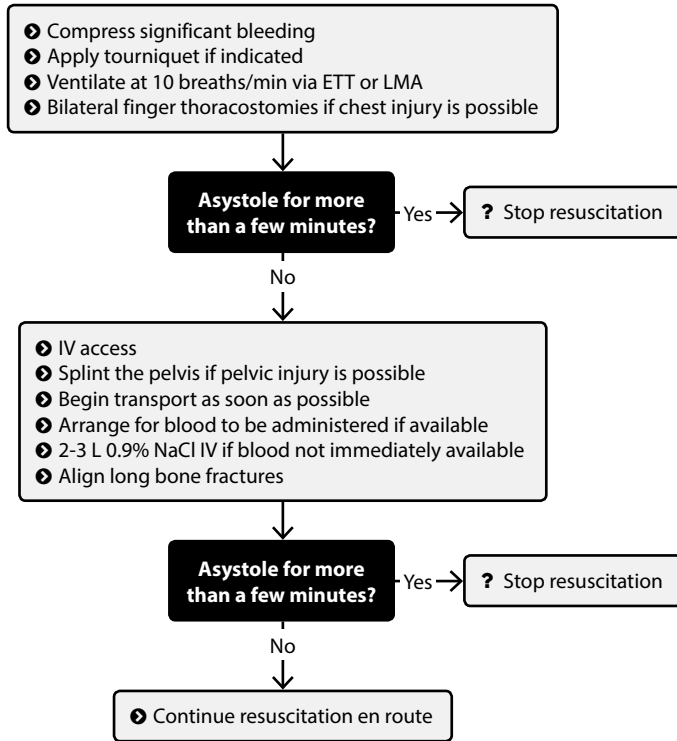 Compress significant bleeding
Apply tourniquet if indicated
Ventilate at 10 breaths/min via ETT or LMA
Bilateral finger thoracostomies if chest injury is possible
Asystole for more
than a few minutes?
Yes
? Stop resuscitation
No
IV access
Splint the pelvis if pelvic injury is possible
Begin transport as soon as possible
Arrange for blood to be administered if available
2-3 L 0.9% NaCl IV if blood not immediately available
Align long bone fractures
Asystole for more
than a few minutes?
Yes
? Stop resuscitation
No
Continue resuscitation en route